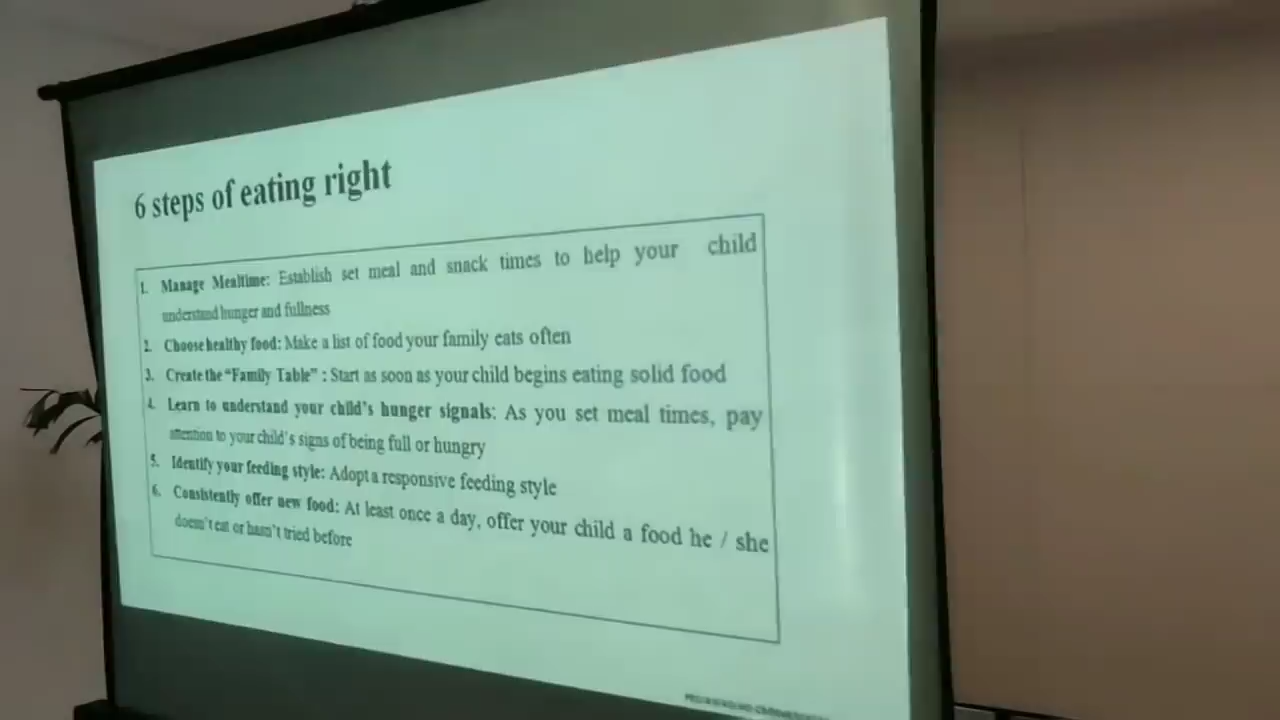 6 steps of eating right
1. Manage Mealtime: Establish set meal and snack times to help your child
understand hunger and fullness
2. Choose healthy food: Make a list of food your family eats often
3. Create the “Family Table” : Start as soon as your child begins eating solid food
4. Learn to understand your child’s hunger signals: As you set meal times, pay
attention to your child’s signs of being full or hungry
5. Identify your feeding style: Adopt a responsive feeding style
6. Consistently offer new food: At least once a day, offer your child a food he / she
doesn’t eat or hasn’t tried before